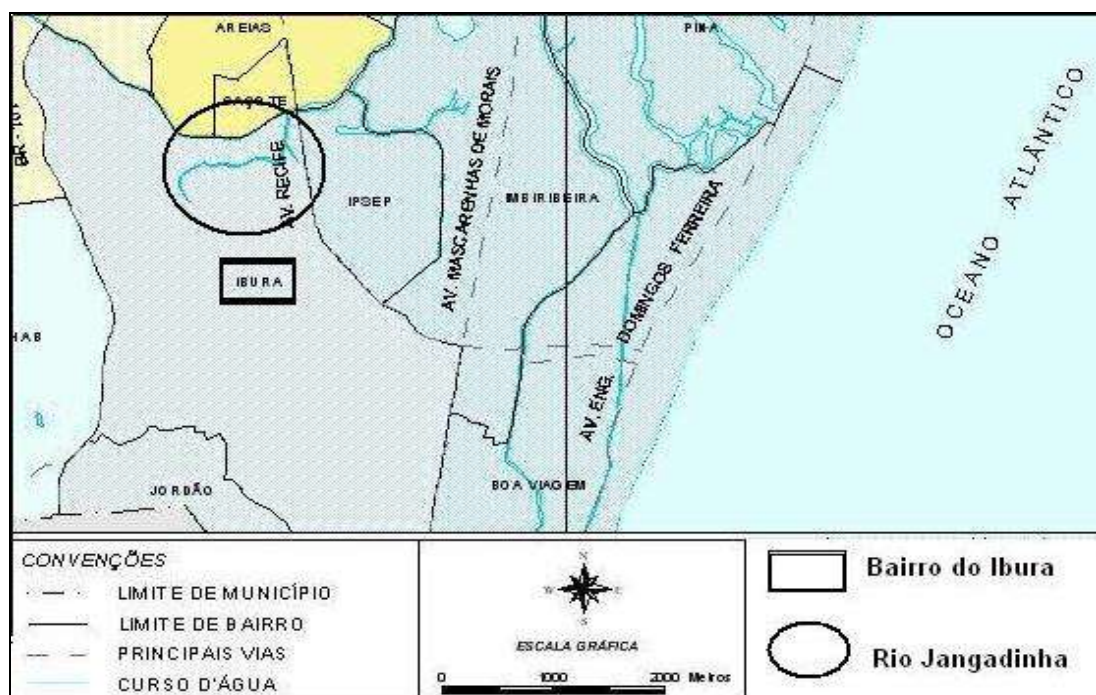 AREIAS
PINA
BR - 101
AV. RECIFE
IPSEP
AV. MASCARENHAS DE MORAIS
IMBIRIBEIRA
AV. ENG. DOMINGOS FERREIRA
OCEANO ATLÂNTICO
IBURA
HAB
JORDÃO
BOA VIAGEM
CONVENÇÕES
LIMITE DE MUNICÍPIO
LIMITE DE BAIRRO
PRINCIPAIS VIAS
CURSO D'ÁGUA
N
W
E
S
ESCALA GRÁFICA
0 1000 2000 Meiros
Bairro do Ibura
Rio Jangadinha